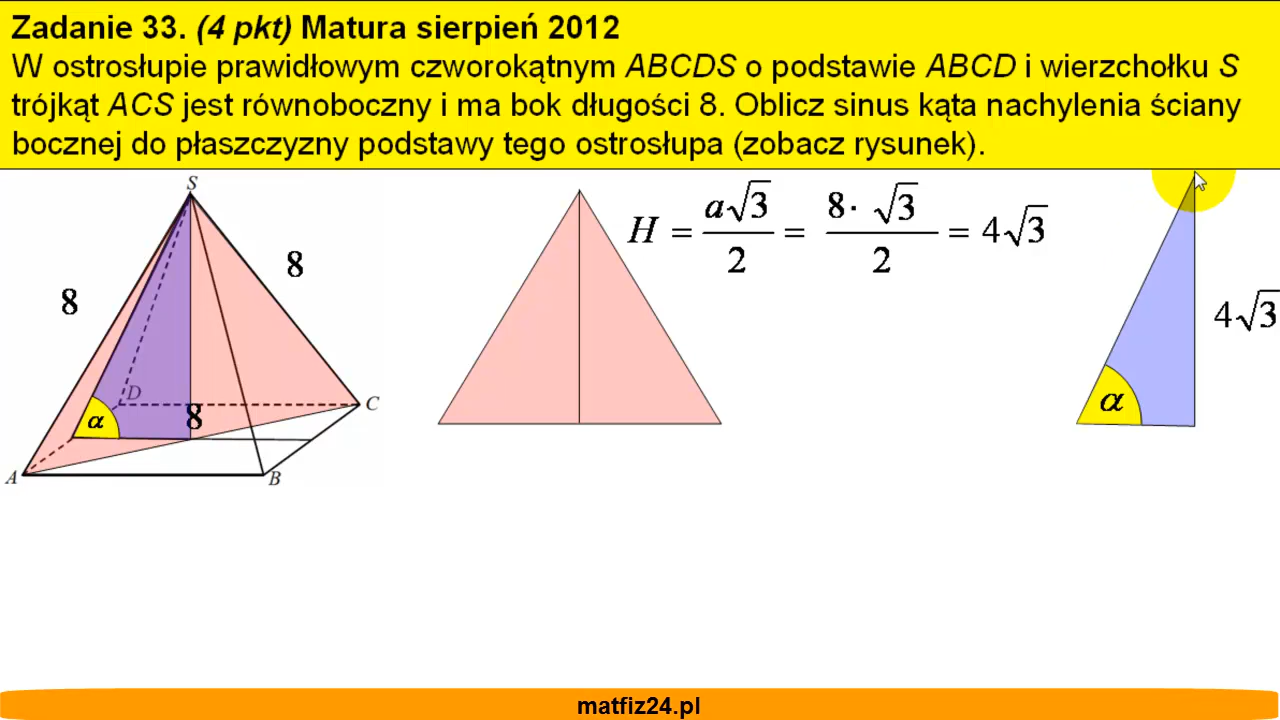 Zadanie 33. (4 pkt) Matura sierpień 2012
W ostrosłupie prawidłowym czworokątnym ABCDS o podstawie ABCD i wierzchołku S
trójkąt ACS jest równoboczny i ma bok długości 8. Oblicz sinus kąta nachylenia ściany
bocznej do płaszczyzny podstawy tego ostrosłupa (zobacz rysunek).
S
8
8
D
8
C
α
A
B
H = a√3/2 = 8·√3/2 = 4√3
4√3
α
matfiz24.pl